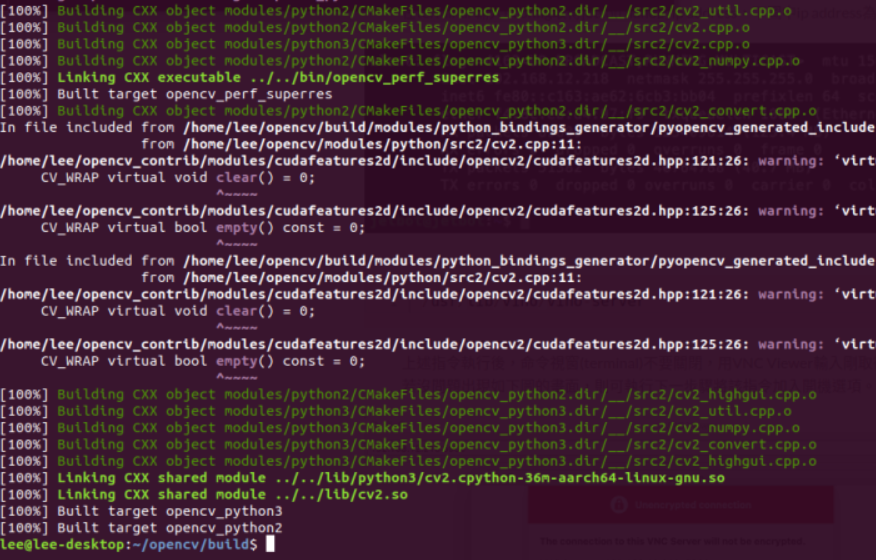 [100%] Building CXX object modules/python2/CMakeFiles/opencv_python2.dir/__/src2/cv2_util.cpp.o
[100%] Building CXX object modules/python2/CMakeFiles/opencv_python2.dir/__/src2/cv2.cpp.o
[100%] Building CXX object modules/python3/CMakeFiles/opencv_python3.dir/__/src2/cv2.cpp.o
[100%] Building CXX object modules/python2/CMakeFiles/opencv_python2.dir/__/src2/cv2_numpy.cpp.o
[100%] Linking CXX executable ../../bin/opencv_perf_superres
[100%] Built target opencv_perf_superres
[100%] Building CXX object modules/python2/CMakeFiles/opencv_python2.dir/__/src2/cv2_convert.cpp.o
In file included from /home/lee/opencv/build/modules/python_bindings_generator/pyopencv_generated_include
from /home/lee/opencv/modules/python/src2/cv2.cpp:11:
/home/lee/opencv_contrib/modules/cudafeatures2d/include/opencv2/cudafeatures2d.hpp:121:26: warning: ‘virt
CV_WRAP virtual void clear() = 0;
^~~~~
/home/lee/opencv_contrib/modules/cudafeatures2d/include/opencv2/cudafeatures2d.hpp:125:26: warning: ‘virt
CV_WRAP virtual bool empty() const = 0;
^~~~~
In file included from /home/lee/opencv/build/modules/python_bindings_generator/pyopencv_generated_include
from /home/lee/opencv/modules/python/src2/cv2.cpp:11:
/home/lee/opencv_contrib/modules/cudafeatures2d/include/opencv2/cudafeatures2d.hpp:121:26: warning: ‘virt
CV_WRAP virtual void clear() = 0;
^~~~~
/home/lee/opencv_contrib/modules/cudafeatures2d/include/opencv2/cudafeatures2d.hpp:125:26: warning: ‘virt
CV_WRAP virtual bool empty() const = 0;
^~~~~
[100%] Building CXX object modules/python2/CMakeFiles/opencv_python2.dir/__/src2/cv2_highgui.cpp.o
[100%] Building CXX object modules/python3/CMakeFiles/opencv_python3.dir/__/src2/cv2_util.cpp.o
[100%] Building CXX object modules/python3/CMakeFiles/opencv_python3.dir/__/src2/cv2_numpy.cpp.o
[100%] Building CXX object modules/python3/CMakeFiles/opencv_python3.dir/__/src2/cv2_convert.cpp.o
[100%] Building CXX object modules/python3/CMakeFiles/opencv_python3.dir/__/src2/cv2_highgui.cpp.o
[100%] Linking CXX shared module ../../lib/python3/cv2.cpython-36m-aarch64-linux-gnu.so
[100%] Linking CXX shared module ../../lib/cv2.so
[100%] Built target opencv_python3
[100%] Built target opencv_python2
lee@lee-desktop:~/opencv/build$